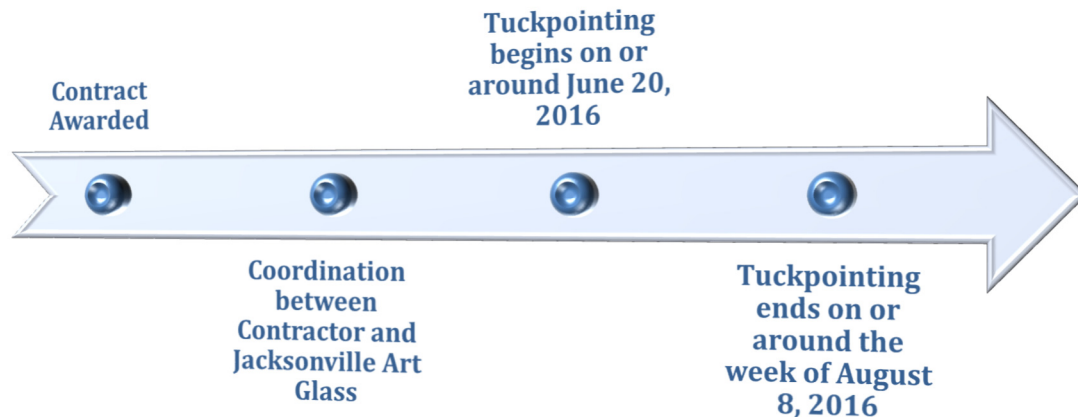 Contract
Awarded
Coordination
between
Contractor and
Jacksonville Art
Glass
Tuckpointing
begins on or
around June 20,
2016
Tuckpointing
ends on or
around the
week of August
8, 2016